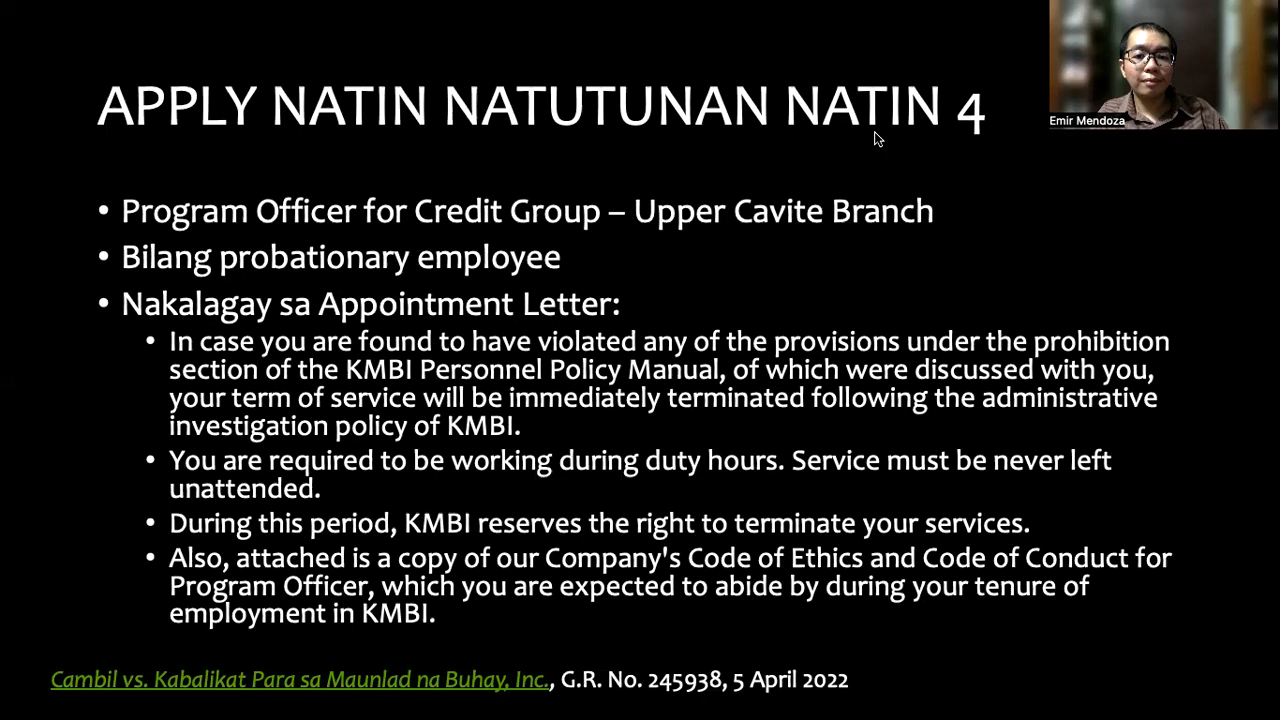 APPLY NATIN NATUTUNAN NATIN 4
Emir Mendoza
• Program Officer for Credit Group – Upper Cavite Branch
• Bilang probationary employee
• Nakalagay sa Appointment Letter:
• In case you are found to have violated any of the provisions under the prohibition
section of the KMBI Personnel Policy Manual, of which were discussed with you,
your term of service will be immediately terminated following the administrative
investigation policy of KMBI.
• You are required to be working during duty hours. Service must be never left
unattended.
• During this period, KMBI reserves the right to terminate your services.
• Also, attached is a copy of our Company's Code of Ethics and Code of Conduct for
Program Officer, which you are expected to abide by during your tenure of
employment in KMBI.
Cambil vs. Kabalikat Para sa Maunlad na Buhay, Inc., G.R. No. 245938, 5 April 2022